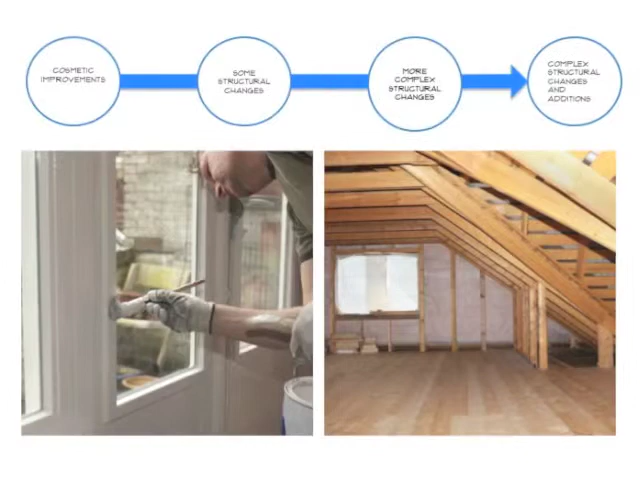 COSMETIC
IMPROVEMENTS
SOME
STRUCTURAL
CHANGES
MORE
COMPLEX
STRUCTURAL
CHANGES
COMPLEX
STRUCTURAL
CHANGES
AND
ADDITIONS